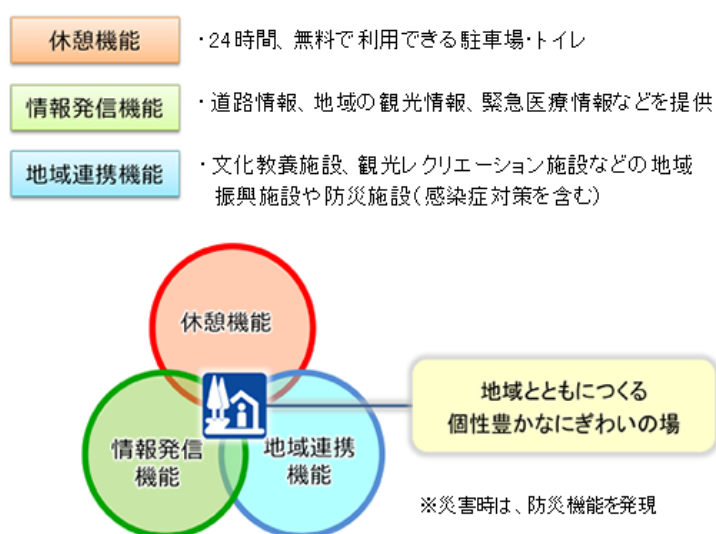 休憩機能
・24時間、無料で利用できる駐車場・トイレ
情報発信機能
・道路情報、地域の観光情報、緊急医療情報などを提供
地域連携機能
・文化教養施設、観光レクリエーション施設などの地域
振興施設や防災施設(感染症対策を含む)
休憩機能
情報発信
機能
地域連携
機能
地域とともにつくる
個性豊かなにぎわいの場
※災害時は、防災機能を発現